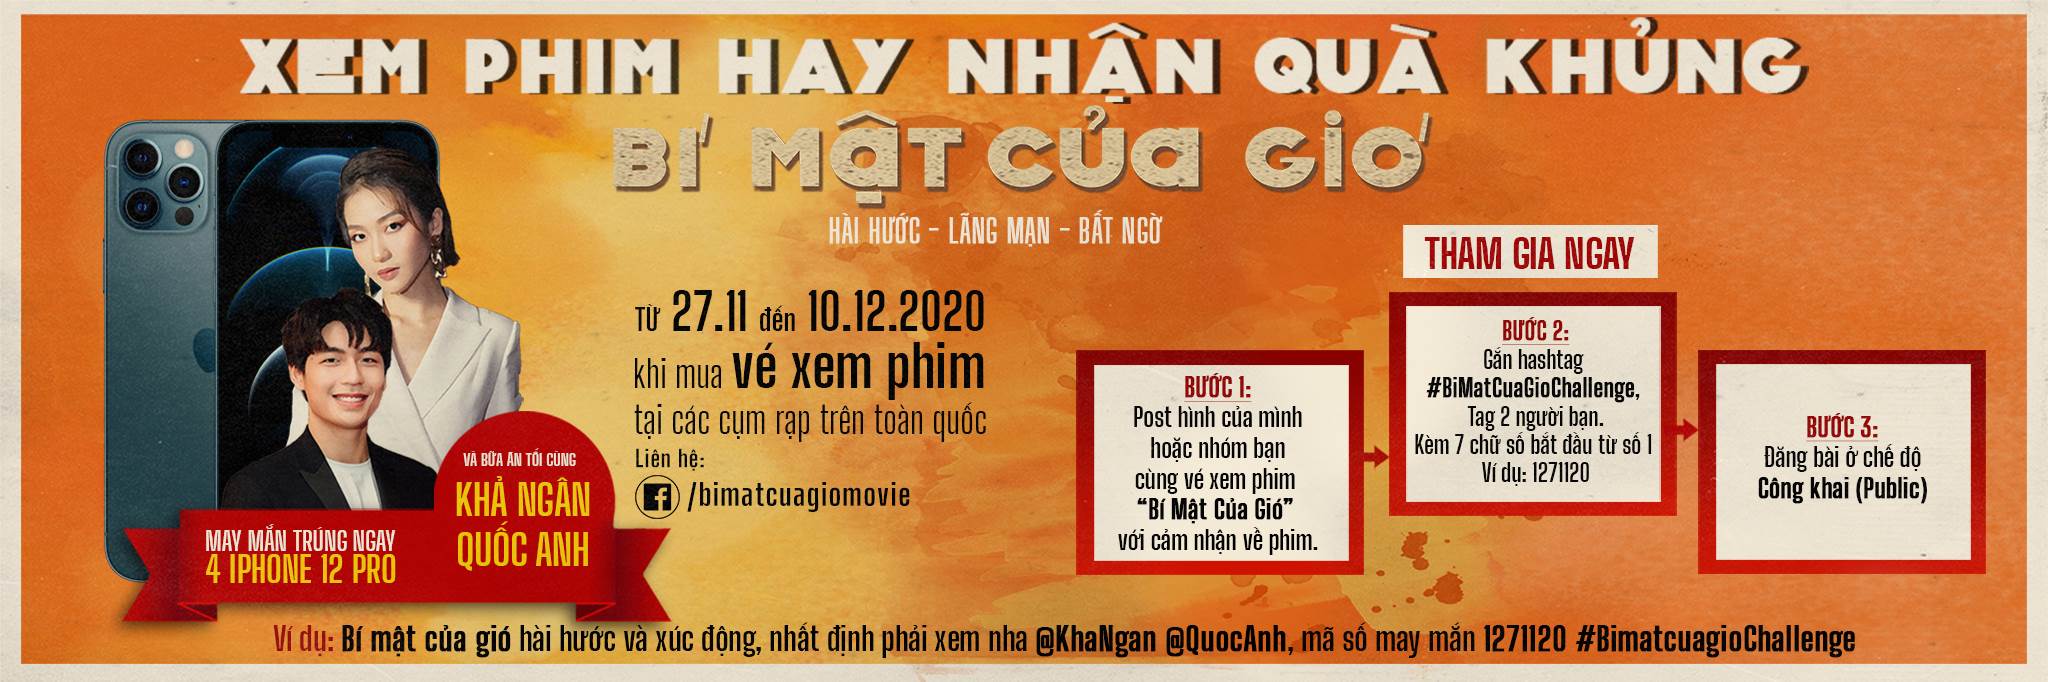 XEM PHIM HAY NHẬN QUÀ KHỦNG
BÍ MẬT CỦA GIÓ
HÀI HƯỚC - LÃNG MẠN - BẤT NGỜ
TỪ 27.11 đến 10.12.2020
khi mua vé xem phim
tại các cụm rạp trên toàn quốc
Liên hệ:
/bimatcuagiomovie
VÀ BỮA ĂN TỐI CÙNG
KHẢ NGÂN
QUỐC ANH
MAY MẮN TRÚNG NGAY
4 IPHONE 12 PRO
THAM GIA NGAY
BƯỚC 1:
Post hình của mình
hoặc nhóm bạn
cùng vé xem phim
“Bí Mật Của Gió”
với cảm nhận về phim.
BƯỚC 2:
Gắn hashtag
#BiMatCuaGioChallenge,
Tag 2 người bạn.
Kèm 7 chữ số bắt đầu từ số 1
Ví dụ: 1271120
BƯỚC 3:
Đăng bài ở chế độ
Công khai (Public)
Ví dụ: Bí mật của gió hài hước và xúc động, nhất định phải xem nha @KhaNgan @QuocAnh, mã số may mắn 1271120 #BimatcuagioChallenge